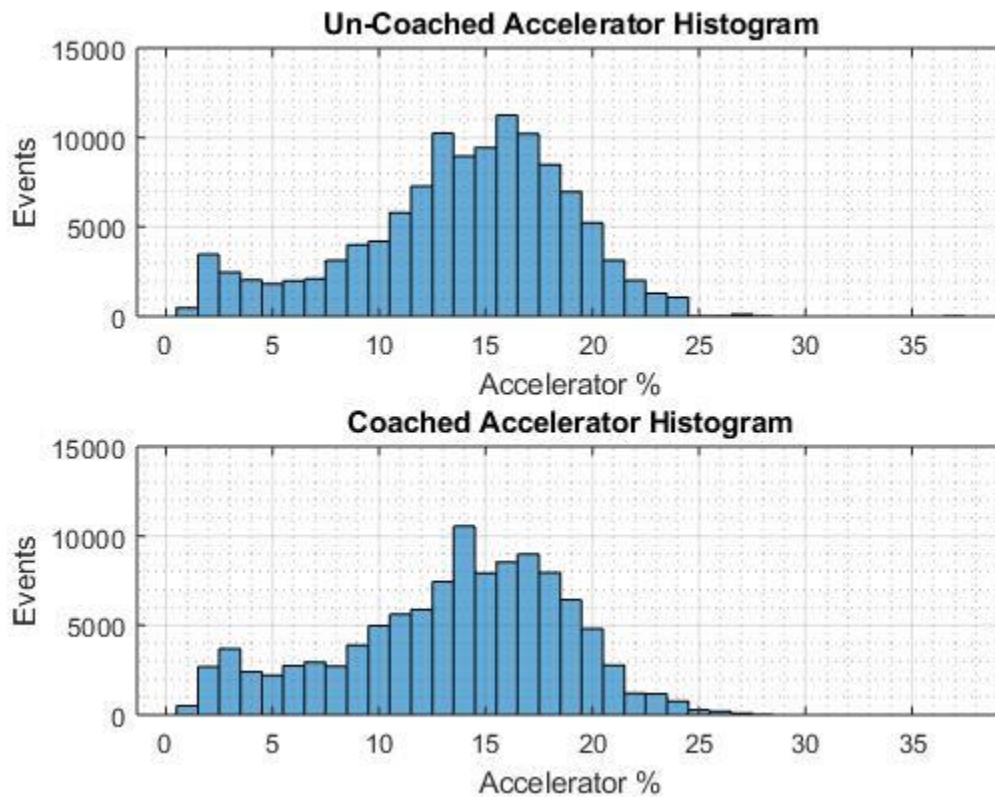 Un-Coached Accelerator Histogram
15000
10000
5000
0
Events
0 5 10 15 20 25 30 35
Accelerator %
Coached Accelerator Histogram
15000
10000
5000
0
Events
0 5 10 15 20 25 30 35
Accelerator %